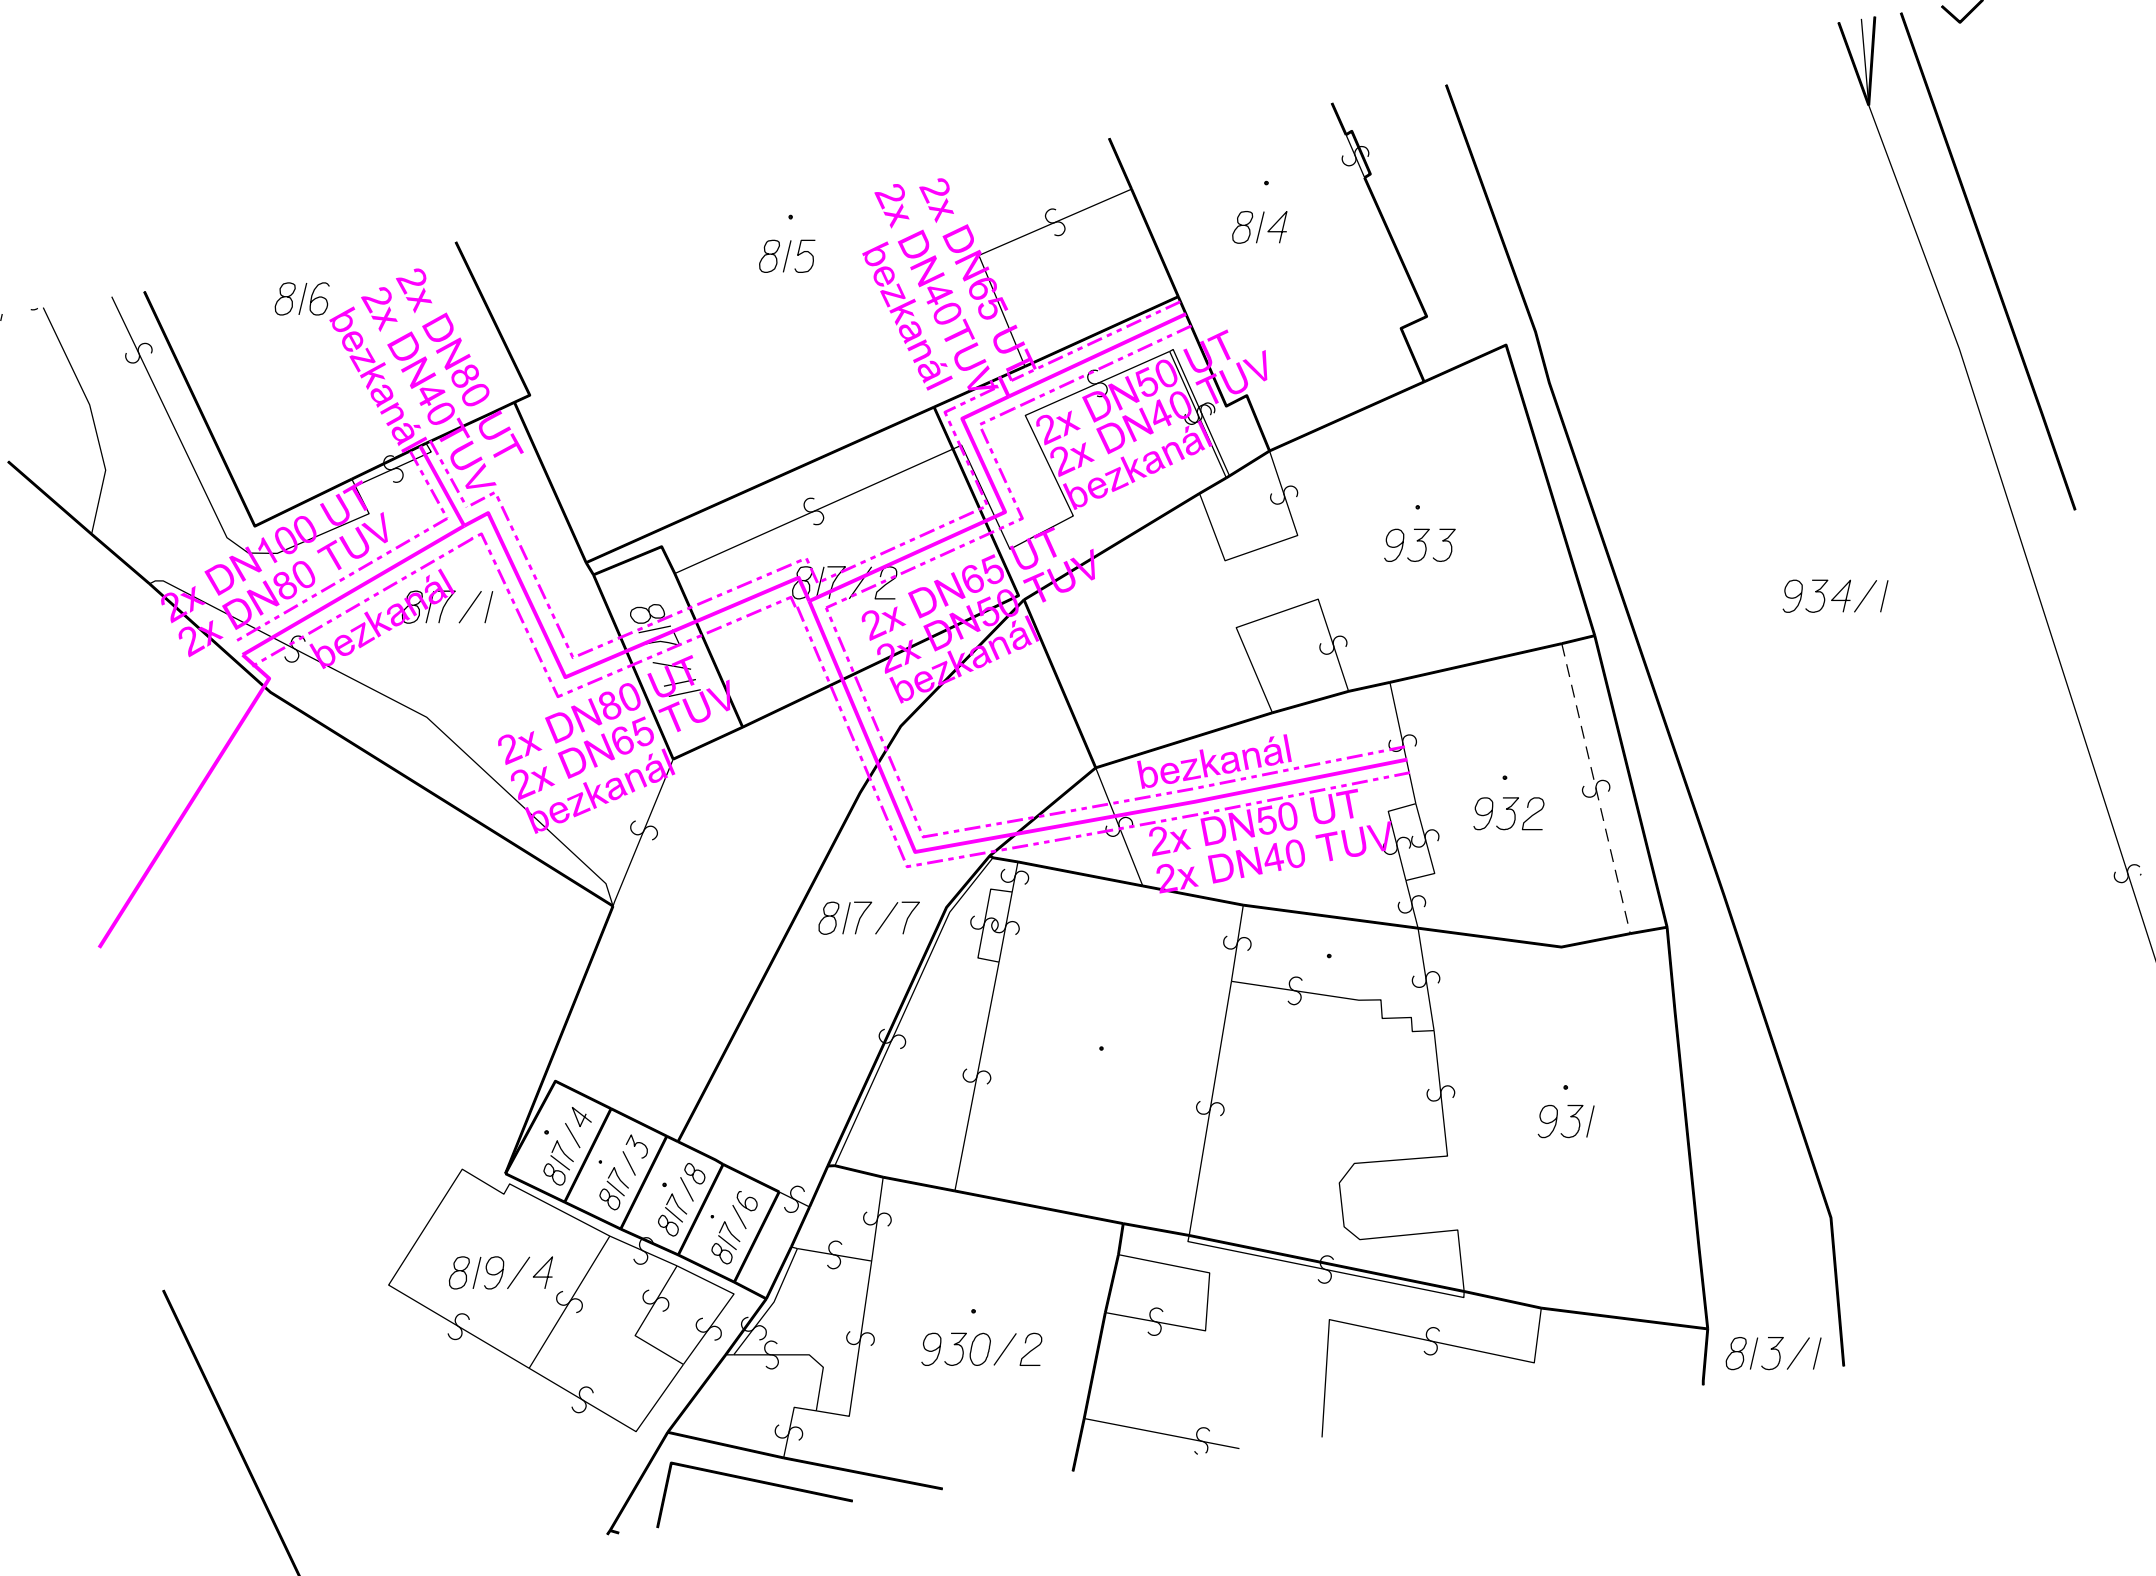 814
815
816
2x DN65 UT
2x DN40TUV
bezkanál
2x DN80 UT
2x DN40TUV
bezkanál
2x DN50 UT
2x DN40 TUV
bezkanál
2x DN100 UT
2x DN80 TUV
bezkanál
817/1
817/2
933
934/1
2x DN65 UT
2x DN50 TUV
bezkanál
2x DN80 UT
2x DN65 TUV
bezkanál
bezkanál
2x DN50 UT
2x DN40 TUV
932
817/7
931
817/4
817/3
817/8
817/6
819/4
930/2
813/1